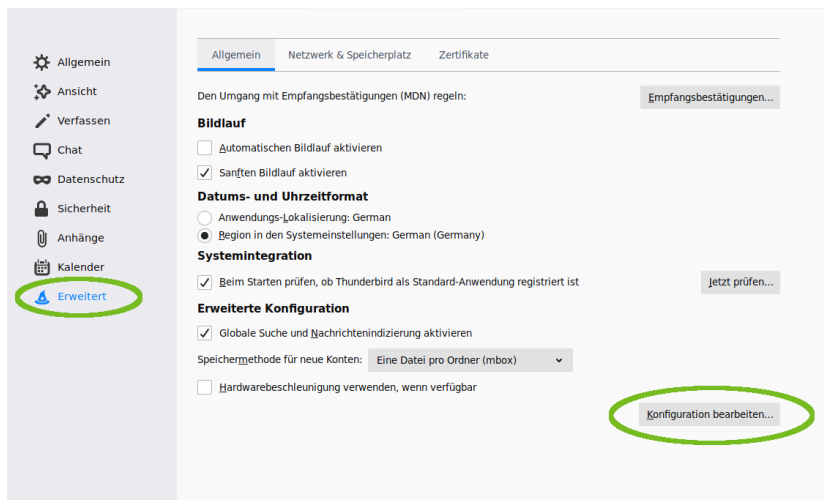 Allgemein
Ansicht
Verfassen
Chat
Datenschutz
Sicherheit
Anhänge
Kalender
Erweitert
Allgemein Netzwerk & Speicherplatz Zertifikate
Den Umgang mit Empfangsbestätigungen (MDN) regeln: Empfangsbestätigungen...
Bildlauf
Automatischen Bildlauf aktivieren
Sanften Bildlauf aktivieren
Datums- und Uhrzeitformat
Anwendungs-Lokalisierung: German
Region in den Systemeinstellungen: German (Germany)
Systemintegration
Beim Starten prüfen, ob Thunderbird als Standard-Anwendung registriert ist Jetzt prüfen...
Erweiterte Konfiguration
Globale Suche und Nachrichtenindizierung aktivieren
Speichermethode für neue Konten: Eine Datei pro Ordner (mbox)
Hardwarebeschleunigung verwenden, wenn verfügbar
Konfiguration bearbeiten...